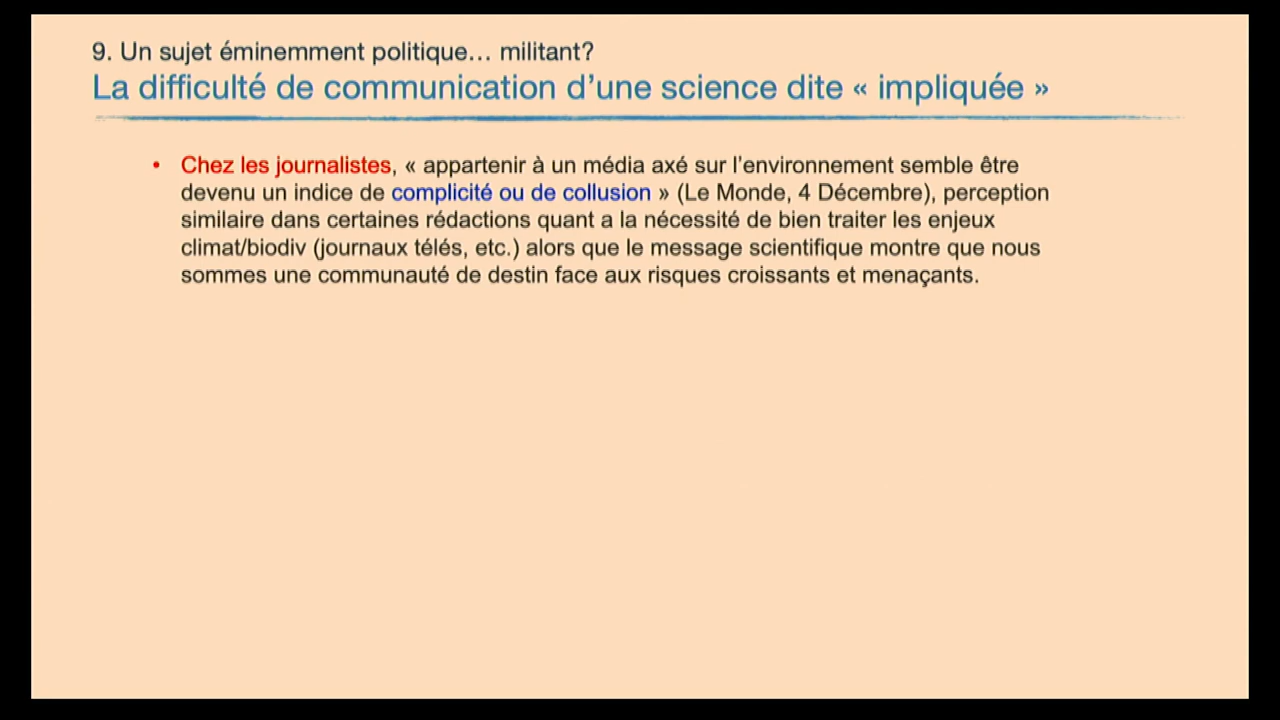 9. Un sujet éminemment politique… militant?
La difficulté de communication d’une science dite « impliquée »
• Chez les journalistes, « appartenir à un média axé sur l’environnement semble être
devenu un indice de complicité ou de collusion » (Le Monde, 4 Décembre), perception
similaire dans certaines rédactions quant a la nécessité de bien traiter les enjeux
climat/biodiv (journaux télés, etc.) alors que le message scientifique montre que nous
sommes une communauté de destin face aux risques croissants et menaçants.